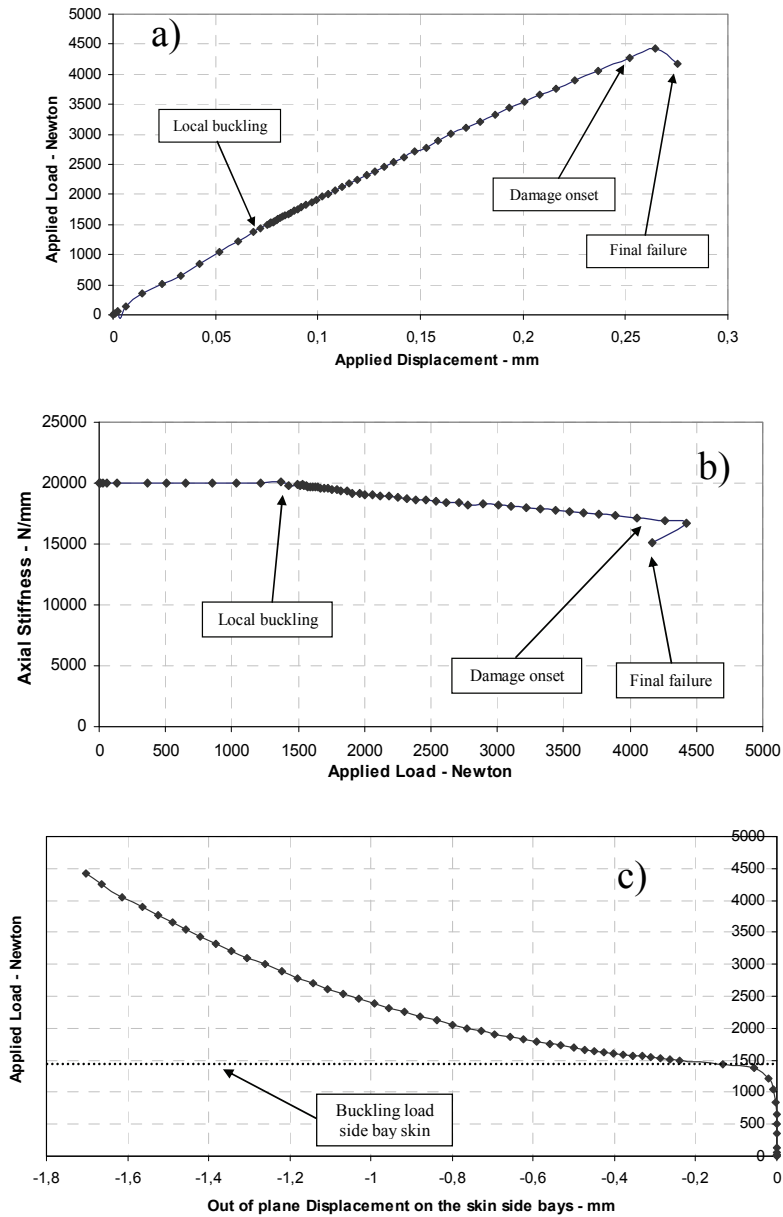 a)
5000
4500
4000
3500
3000
2500
2000
1500
1000
500
0
Applied Load - Newton
Local buckling
Damage onset
Final failure
0 0,05 0,1 0,15 0,2 0,25 0,3
Applied Displacement - mm
b)
25000
20000
15000
10000
5000
0
Axial Stiffness - N/mm
Local buckling
Damage onset
Final failure
0 500 1000 1500 2000 2500 3000 3500 4000 4500 5000
Applied Load - Newton
c)
5000
4500
4000
3500
3000
2500
2000
1500
1000
500
0
Applied Load - Newton
Buckling load
side bay skin
-1,8 -1,6 -1,4 -1,2 -1 -0,8 -0,6 -0,4 -0,2 0
Out of plane Displacement on the skin side bays - mm